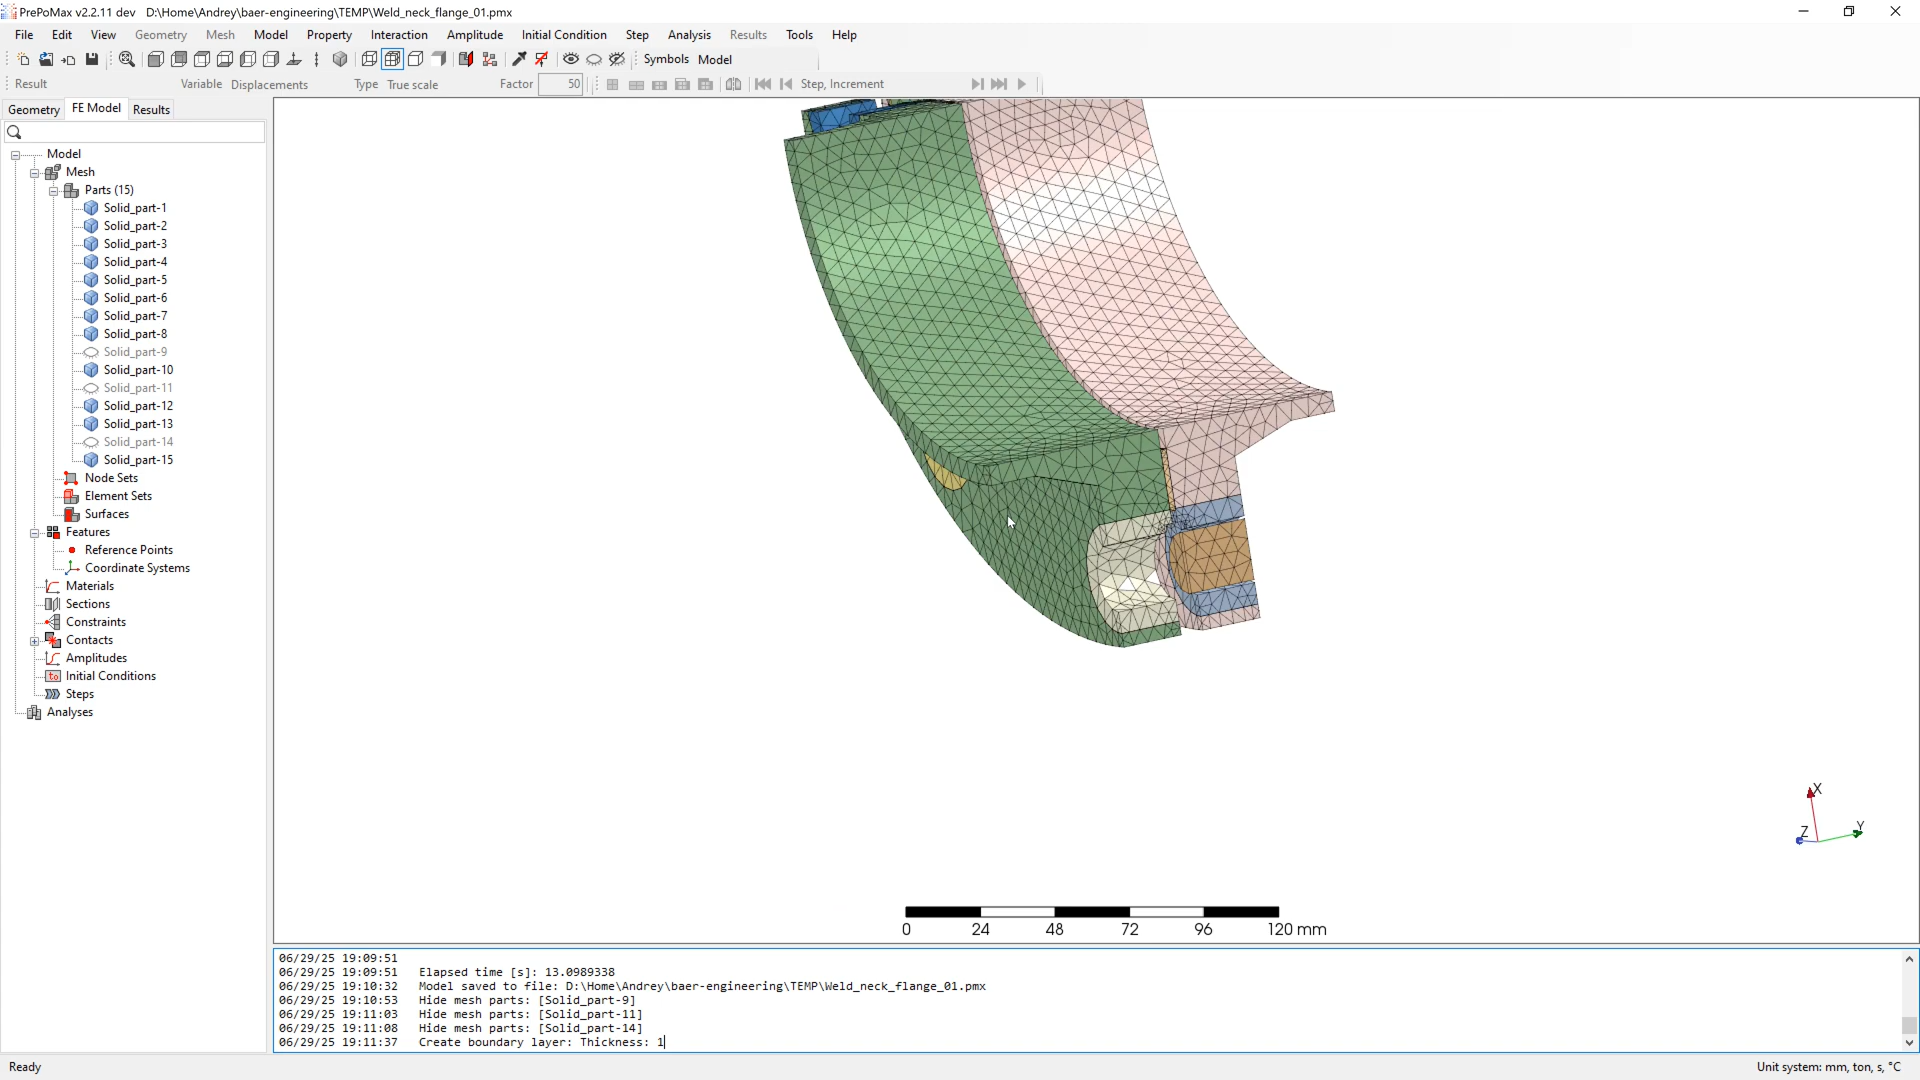 PrePoMax v2.2.11 dev   D:\Home\Andrey\baer-engineering\TEMP\Weld_neck_flange_01.pmx
File Edit View Geometry Mesh Model Property Interaction Amplitude Initial Condition Step Analysis Results Tools Help
Symbols Model
Result Variable Displacements Type True scale Factor 50 Step, Increment
Geometry FE Model Results
Model
Mesh
Parts (15)
Solid_part-1
Solid_part-2
Solid_part-3
Solid_part-4
Solid_part-5
Solid_part-6
Solid_part-7
Solid_part-8
Solid_part-9
Solid_part-10
Solid_part-11
Solid_part-12
Solid_part-13
Solid_part-14
Solid_part-15
Node Sets
Element Sets
Surfaces
Features
Reference Points
Coordinate Systems
Materials
Sections
Constraints
Contacts
Amplitudes
Initial Conditions
Steps
Analyses
X
Y
Z
0 24 48 72 96 120 mm
06/29/25 19:09:51
06/29/25 19:09:51 Elapsed time [s]: 13.0989338
06/29/25 19:10:32 Model saved to file: D:\Home\Andrey\baer-engineering\TEMP\Weld_neck_flange_01.pmx
06/29/25 19:10:53 Hide mesh parts: [Solid_part-9]
06/29/25 19:11:03 Hide mesh parts: [Solid_part-11]
06/29/25 19:11:08 Hide mesh parts: [Solid_part-14]
06/29/25 19:11:37 Create boundary layer: Thickness: 1
Ready
Unit system: mm, ton, s, °C